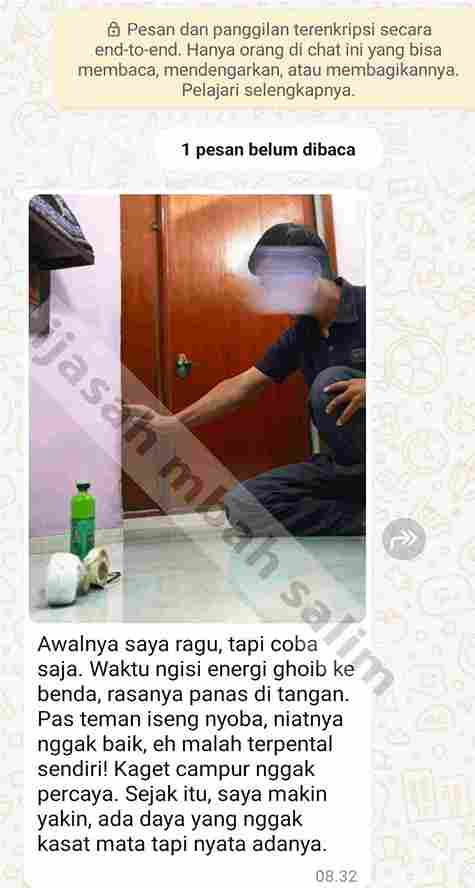 Pesan dan panggilan terenkripsi secara
end-to-end. Hanya orang di chat ini yang bisa
membaca, mendengarkan, atau membagikannya.
Pelajari selengkapnya.
1 pesan belum dibaca
ijasah mbah salim
Awalnya saya ragu, tapi coba
saja. Waktu ngisi energi ghoib ke
benda, rasanya panas di tangan.
Pas teman iseng nyoba, niatnya
nggak baik, eh malah terpental
sendiri! Kaget campur nggak
percaya. Sejak itu, saya makin
yakin, ada daya yang nggak
kasat mata tapi nyata adanya.
08.32